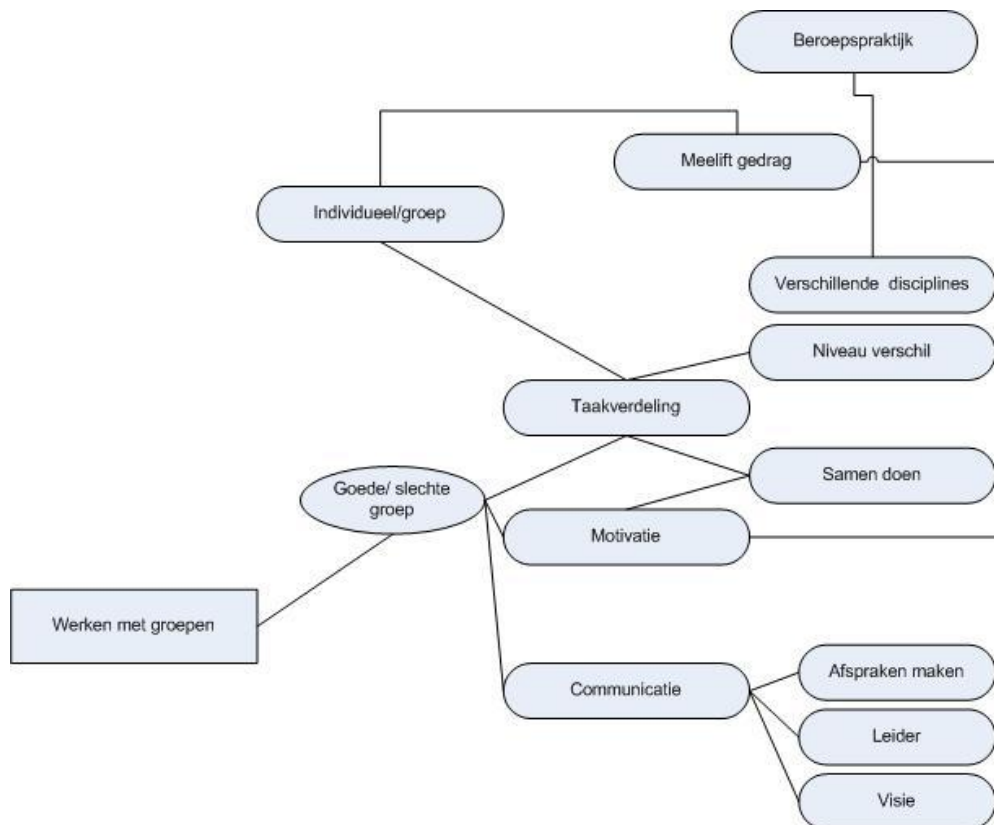 Beroepspraktijk
Meelift gedrag
Individueel/groep
Verschillende disciplines
Niveau verschil
Taakverdeling
Samen doen
Goede/ slechte
groep
Motivatie
Werken met groepen
Afspraken maken
Communicatie
Leider
Visie